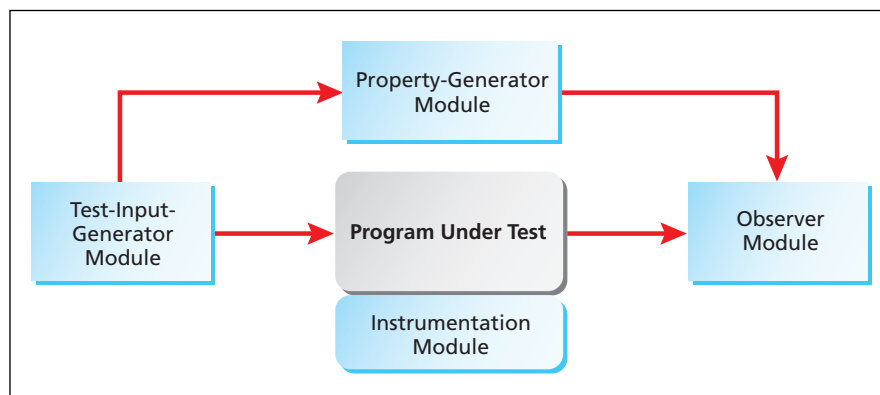 Property-Generator
Module
Test-Input-
Generator
Module
Program Under Test
Observer
Module
Instrumentation
Module